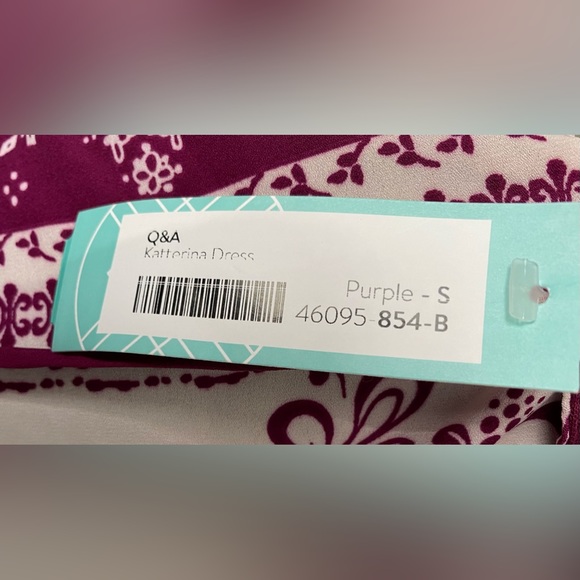 Q&A
Katterina Dress
Purple - S
46095-854-B